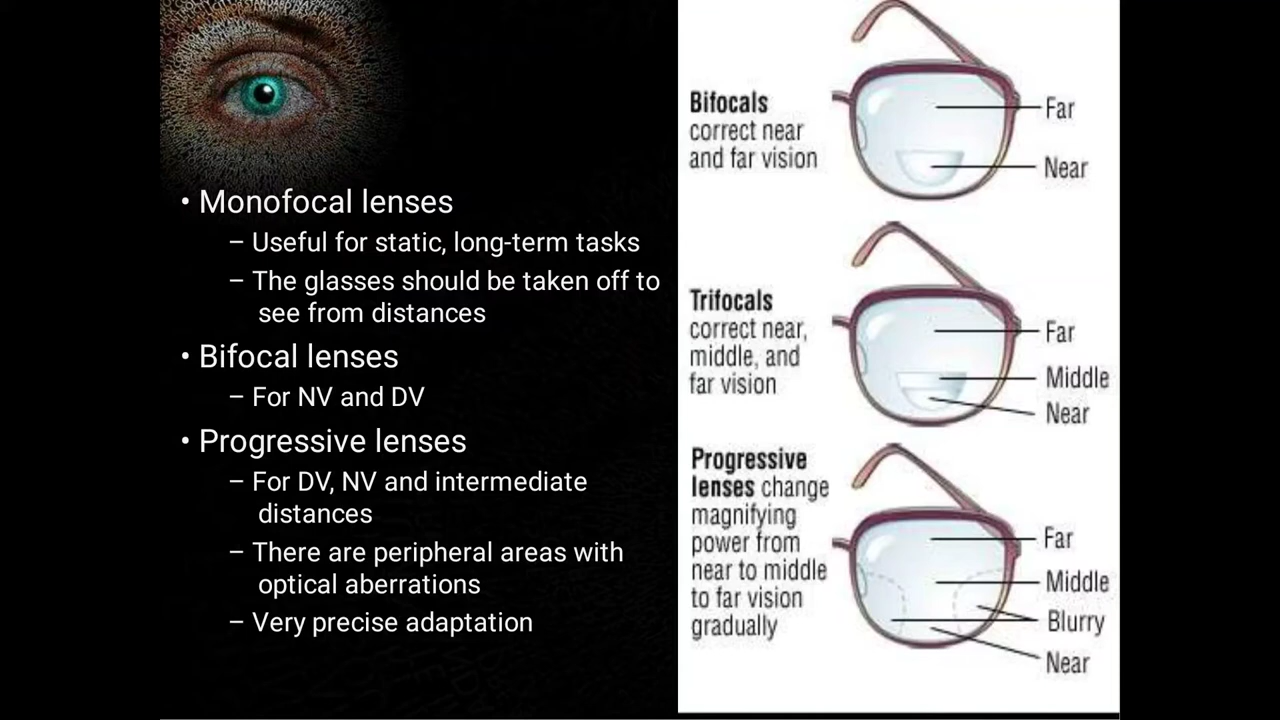 • Monofocal lenses
– Useful for static, long-term tasks
– The glasses should be taken off to
see from distances
• Bifocal lenses
– For NV and DV
• Progressive lenses
– For DV, NV and intermediate
distances
– There are peripheral areas with
optical aberrations
– Very precise adaptation
Bifocals
correct near
and far vision
Far
Near
Trifocals
correct near,
middle, and
far vision
Far
Middle
Near
Progressive
lenses change
magnifying
power from
near to middle
to far vision
gradually
Far
Middle
Blurry
Near